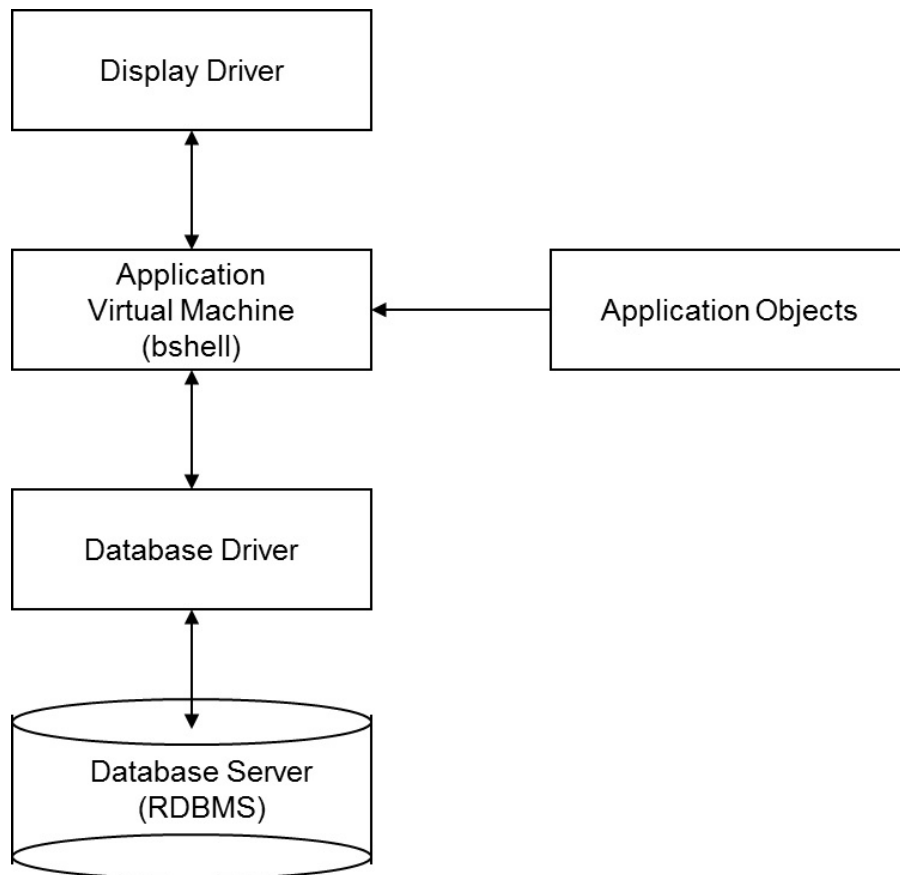 Display Driver
Application
Virtual Machine
(bshell)
Application Objects
Database Driver
Database Server
(RDBMS)